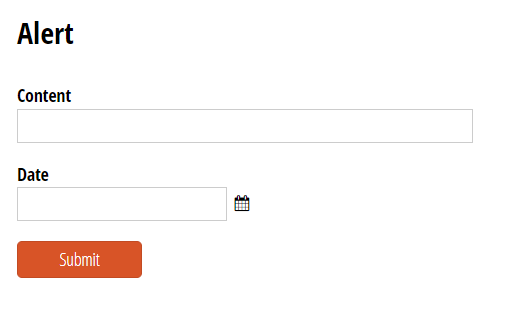 Alert
Content
Date
Submit